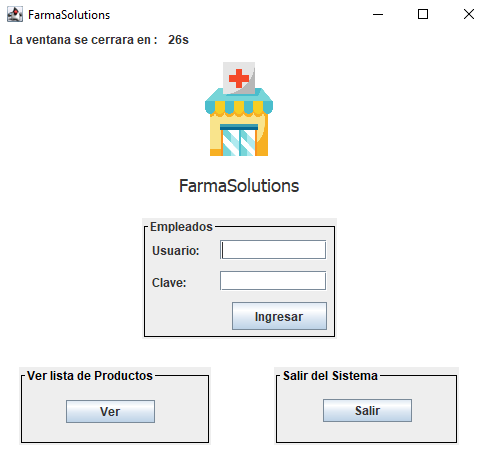 FarmaSolutions
La ventana se cerrara en : 26s
FarmaSolutions
Empleados
Usuario:
Clave:
Ingresar
Ver lista de Productos
Ver
Salir del Sistema
Salir